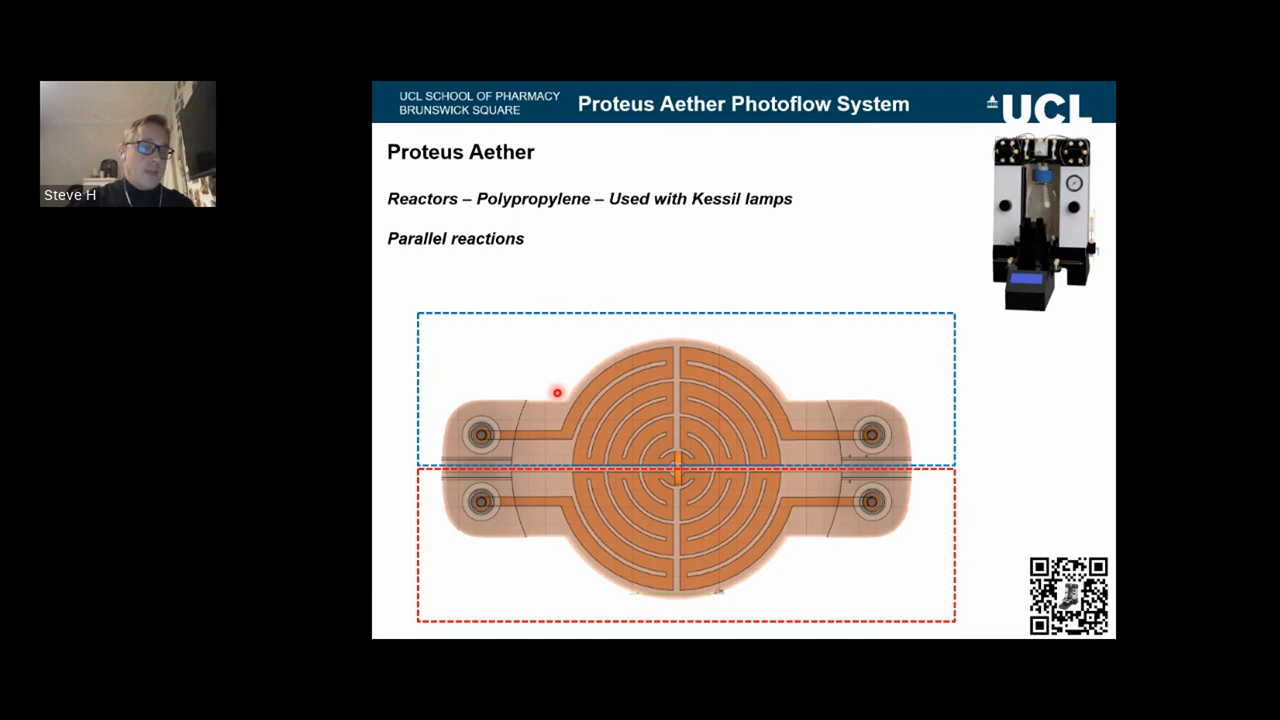 Steve H
UCL SCHOOL OF PHARMACY
BRUNSWICK SQUARE
Proteus Aether Photoflow System
UCL
Proteus Aether
Reactors – Polypropylene – Used with Kessil lamps
Parallel reactions